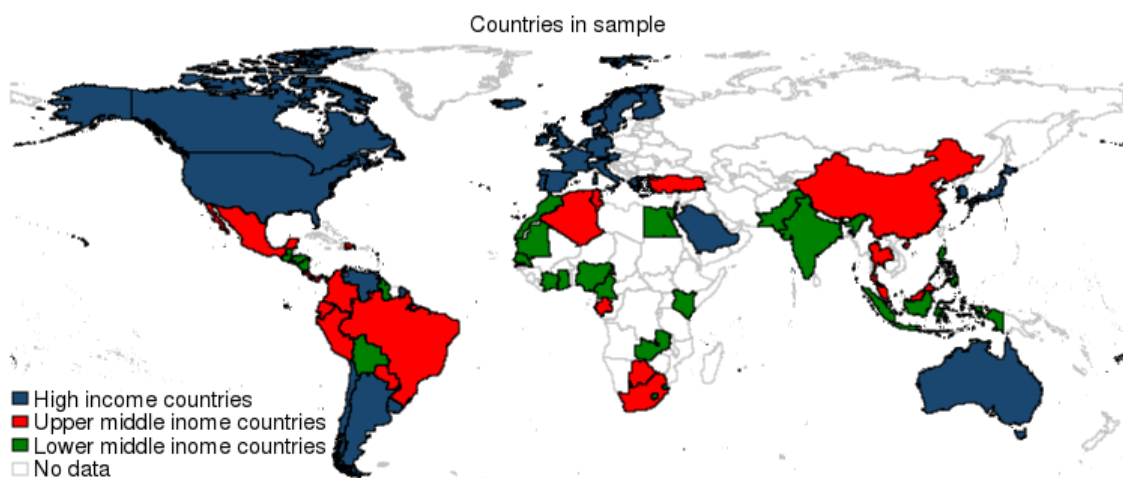 Countries in sample
High income countries
Upper middle inome countries
Lower middle inome countries
No data